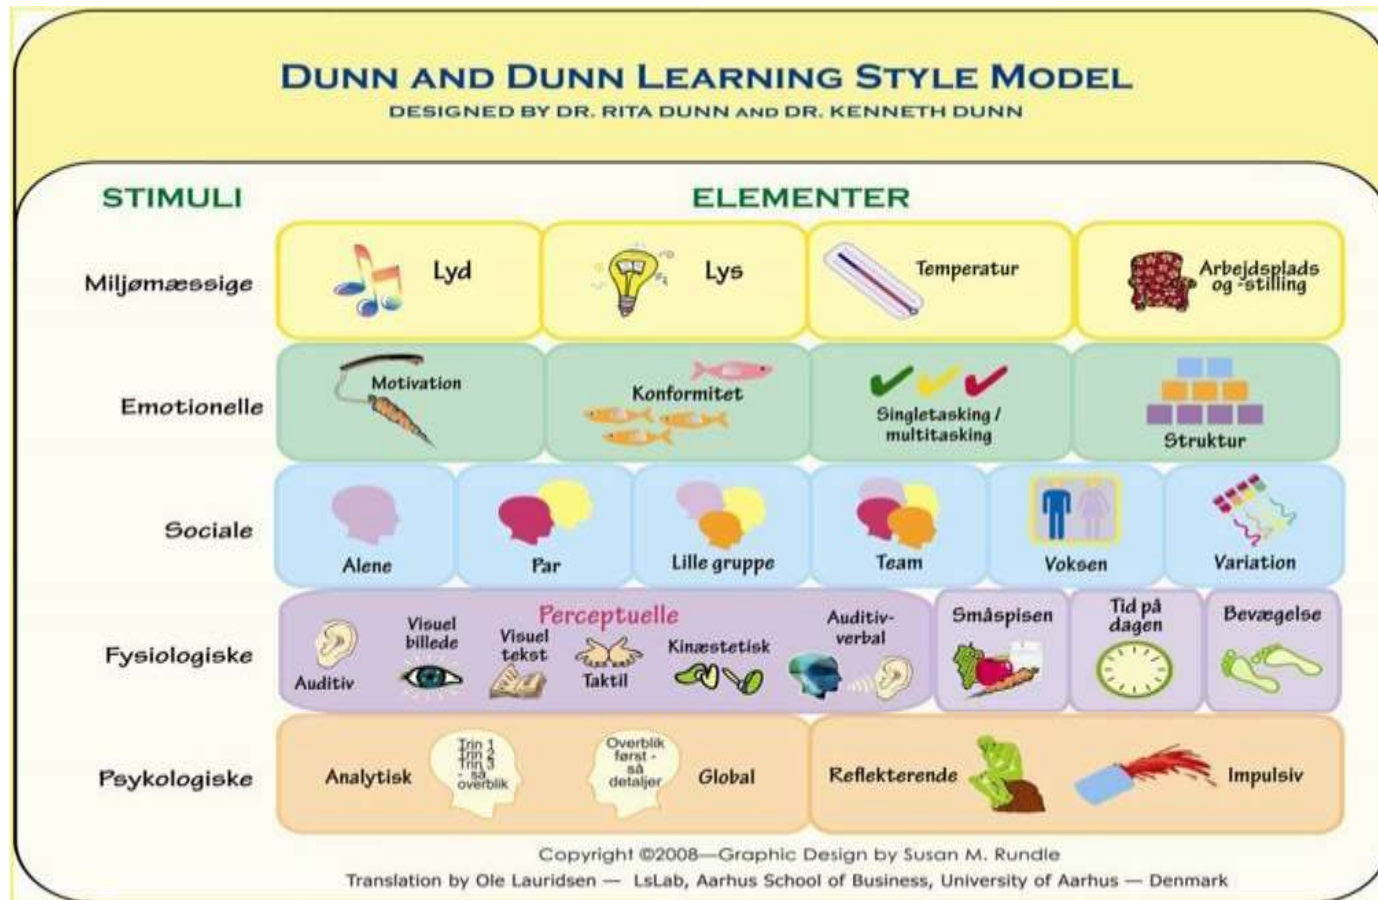 DUNN AND DUNN LEARNING STYLE MODEL
DESIGNED BY DR. RITA DUNN AND DR. KENNETH DUNN
STIMULI
ELEMENTER
Miljømæssige
Lyd
Lys
Temperatur
Arbejdsplads
og -stilling
Emotionelle
Motivation
Konformitet
Singletasking /
multitasking
Struktur
Sociale
Alene
Par
Lille gruppe
Team
Voksen
Variation
Fysiologiske
Perceptuelle
Auditiv
Visuel
billede
Visuel
tekst
Taktil
Kinæstetisk
Auditiv-
verbal
Småspisen
Tid på
dagen
Bevægelse
Psykologiske
Analytisk
Trin 1
Trin 2
Trin 3
- så
overblik
Overblik
først -
så
detaljer
Global
Reflekterende
Impulsiv
Copyright ©2008—Graphic Design by Susan M. Rundle
Translation by Ole Lauridsen — LsLab, Aarhus School of Business, University of Aarhus — Denmark